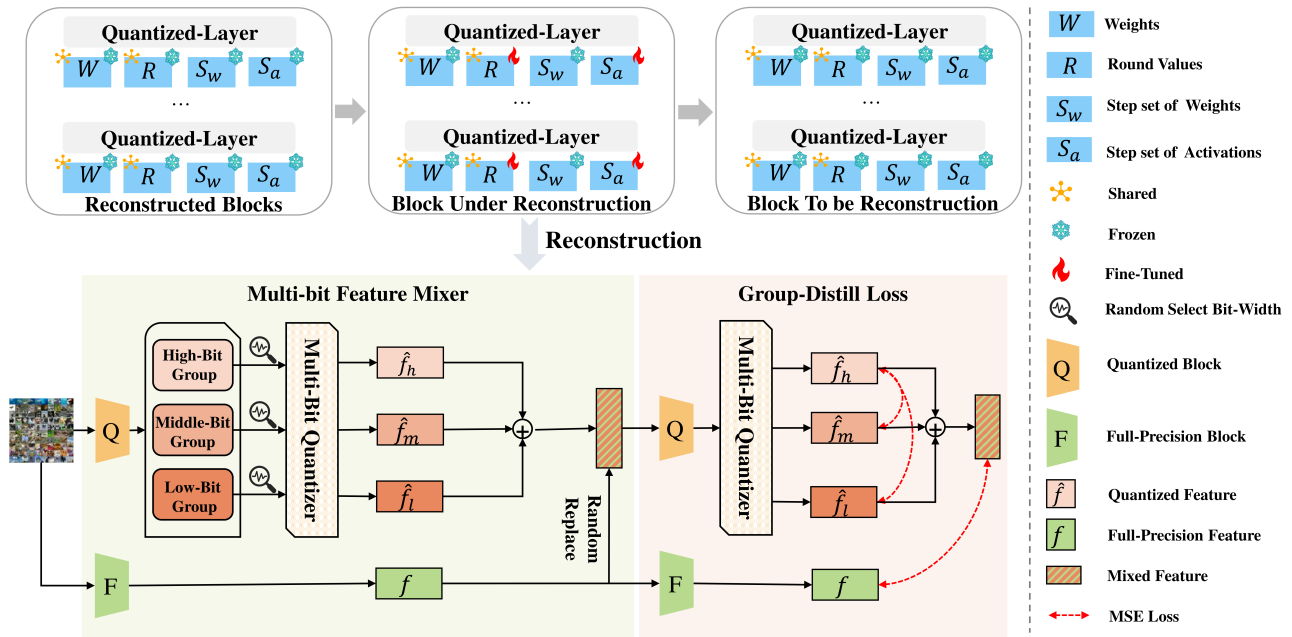 Quantized-Layer
W R S_w S_a
...
Quantized-Layer
W R S_w S_a
Reconstructed Blocks
Quantized-Layer
W R S_w S_a
...
Quantized-Layer
W R S_w S_a
Block Under Reconstruction
Quantized-Layer
W R S_w S_a
...
Quantized-Layer
W R S_w S_a
Block To be Reconstruction
Reconstruction
Multi-bit Feature Mixer
Q
High-Bit
Group
Middle-Bit
Group
Low-Bit
Group
Multi-Bit Quantizer
f̂_h
f̂_m
f̂_l
+
Random
Replace
F
f
Group-Distill Loss
Q
Multi-Bit Quantizer
f̂_h
f̂_m
f̂_l
+
F
f
W Weights
R Round Values
S_w Step set of Weights
S_a Step set of Activations
Shared
Frozen
Fine-Tuned
Random Select Bit-Width
Q Quantized Block
F Full-Precision Block
f̂ Quantized Feature
f Full-Precision Feature
Mixed Feature
MSE Loss